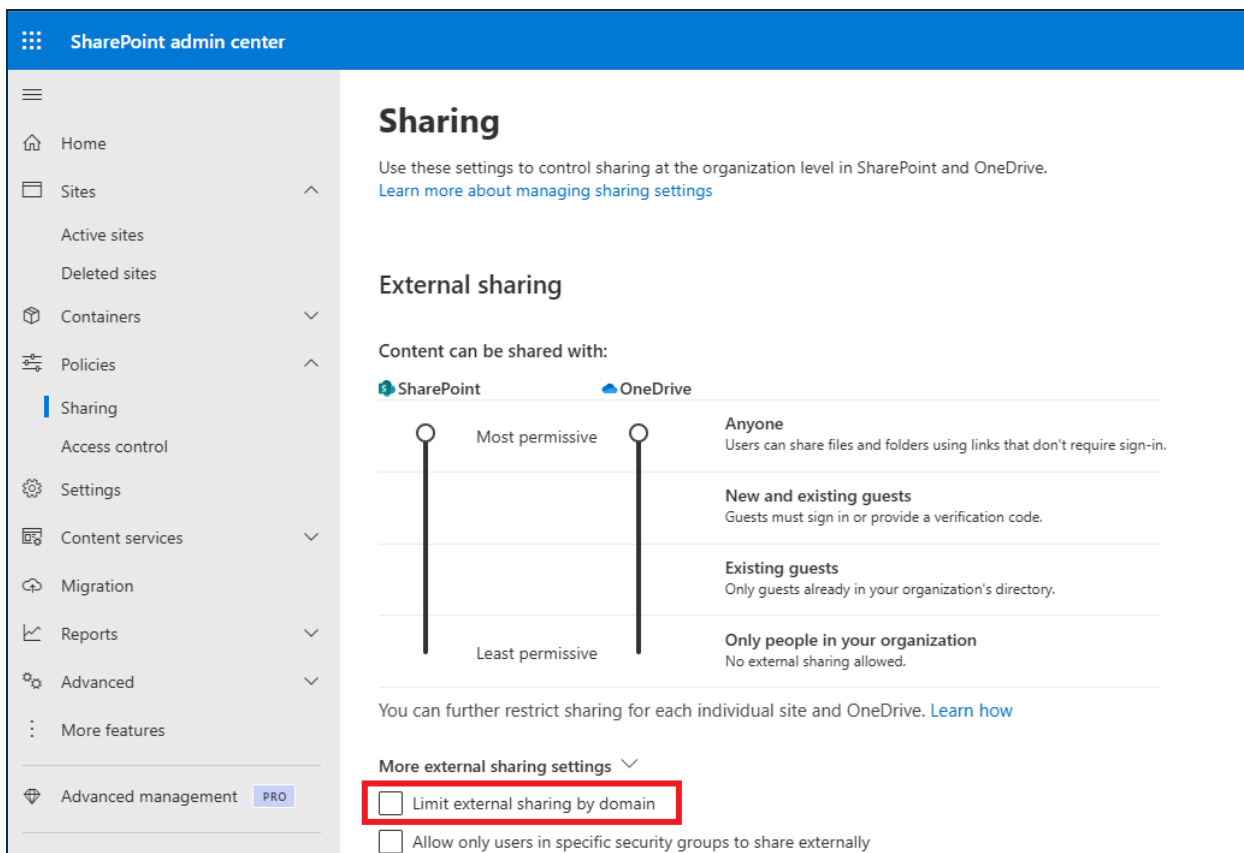 SharePoint admin center
Home
Sites
Active sites
Deleted sites
Containers
Policies
Sharing
Access control
Settings
Content services
Migration
Reports
Advanced
More features
Advanced management PRO
Sharing
Use these settings to control sharing at the organization level in SharePoint and OneDrive.
Learn more about managing sharing settings
External sharing
Content can be shared with:
SharePoint OneDrive
Most permissive
Anyone
Users can share files and folders using links that don't require sign-in.
New and existing guests
Guests must sign in or provide a verification code.
Existing guests
Only guests already in your organization's directory.
Least permissive
Only people in your organization
No external sharing allowed.
You can further restrict sharing for each individual site and OneDrive. Learn how
More external sharing settings
Limit external sharing by domain
Allow only users in specific security groups to share externally